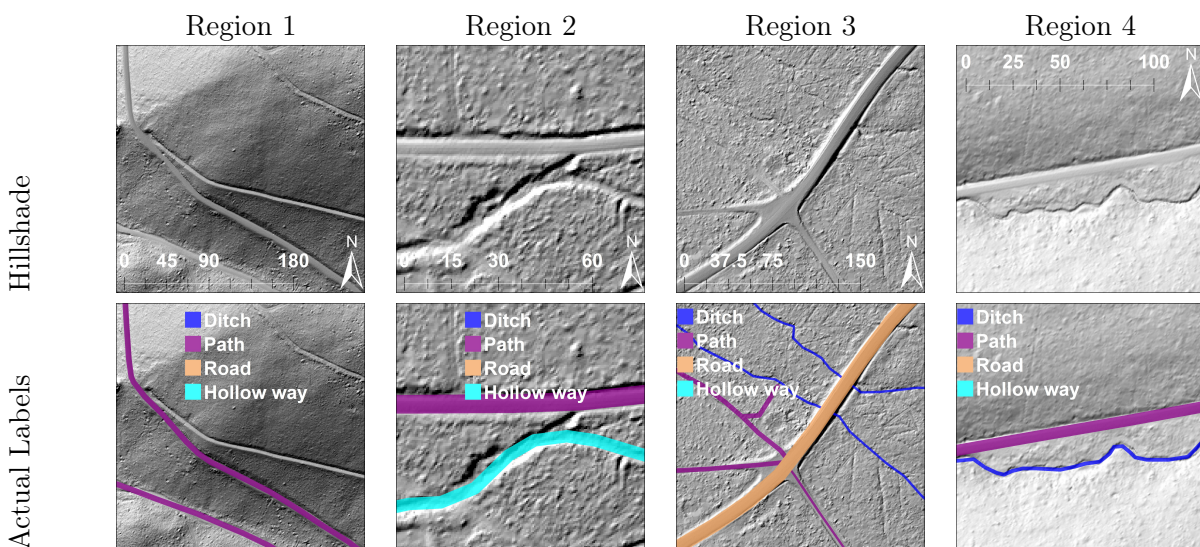 Region 1 Region 2 Region 3 Region 4
Hillshade
0 45 90 180
N
0 15 30 60
N
0 37.5 75 150
N
0 25 50 100
N
Actual Labels
Ditch
Path
Road
Hollow way
Ditch
Path
Road
Hollow way
Ditch
Path
Road
Hollow way
Ditch
Path
Road
Hollow way